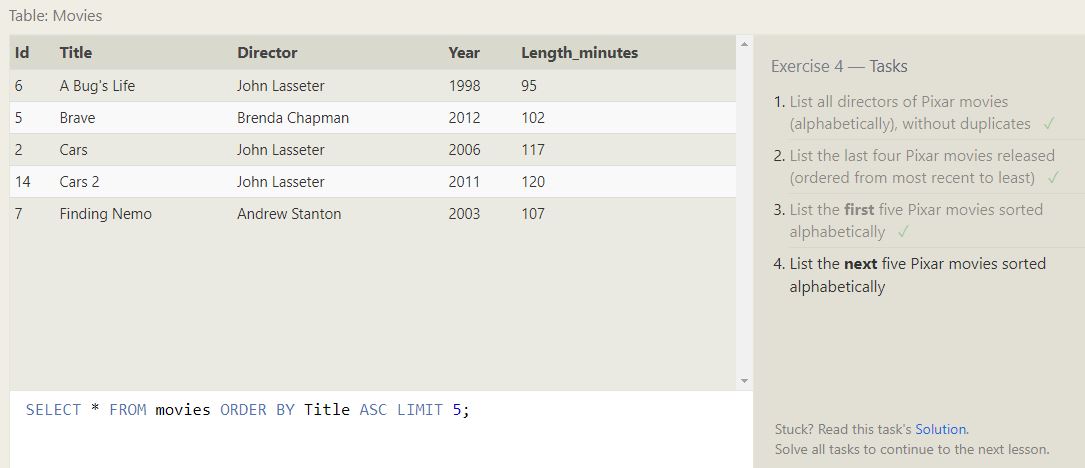 Table: Movies
Id Title Director Year Length_minutes
6 A Bug's Life John Lasseter 1998 95
5 Brave Brenda Chapman 2012 102
2 Cars John Lasseter 2006 117
14 Cars 2 John Lasseter 2011 120
7 Finding Nemo Andrew Stanton 2003 107
SELECT * FROM movies ORDER BY Title ASC LIMIT 5;
Exercise 4 — Tasks
1. List all directors of Pixar movies
(alphabetically), without duplicates ✓
2. List the last four Pixar movies released
(ordered from most recent to least) ✓
3. List the first five Pixar movies sorted
alphabetically ✓
4. List the next five Pixar movies sorted
alphabetically
Stuck? Read this task's Solution.
Solve all tasks to continue to the next lesson.